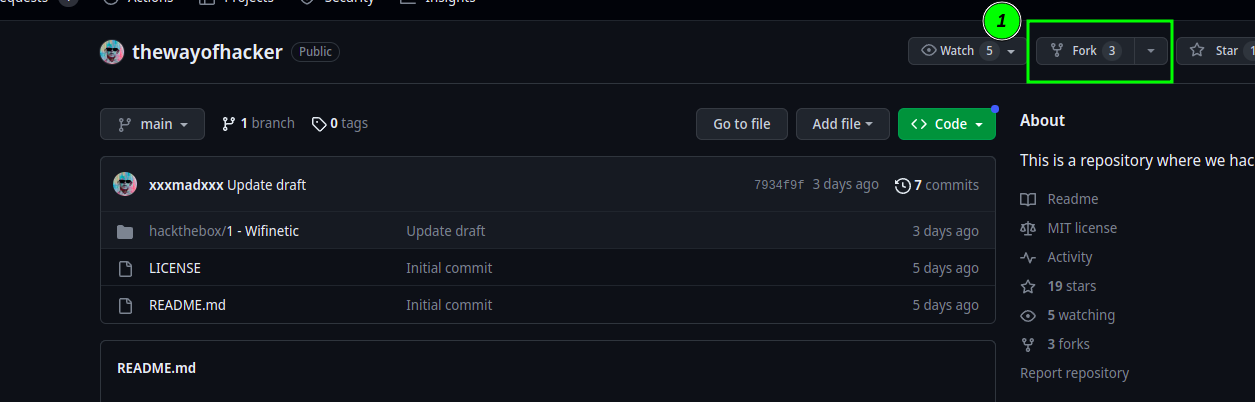 equests Actions Projects Security Insights
1
thewayofhacker Public Watch 5 Fork 3 Star 1
main 1 branch 0 tags Go to file Add file Code
About
This is a repository where we hac
xxxmadxxx Update draft 7934f9f 3 days ago 7 commits
Readme
hackthebox/1 - Wifinetic Update draft 3 days ago
MIT license
LICENSE Initial commit 5 days ago
Activity
19 stars
README.md Initial commit 5 days ago
5 watching
3 forks
README.md
Report repository